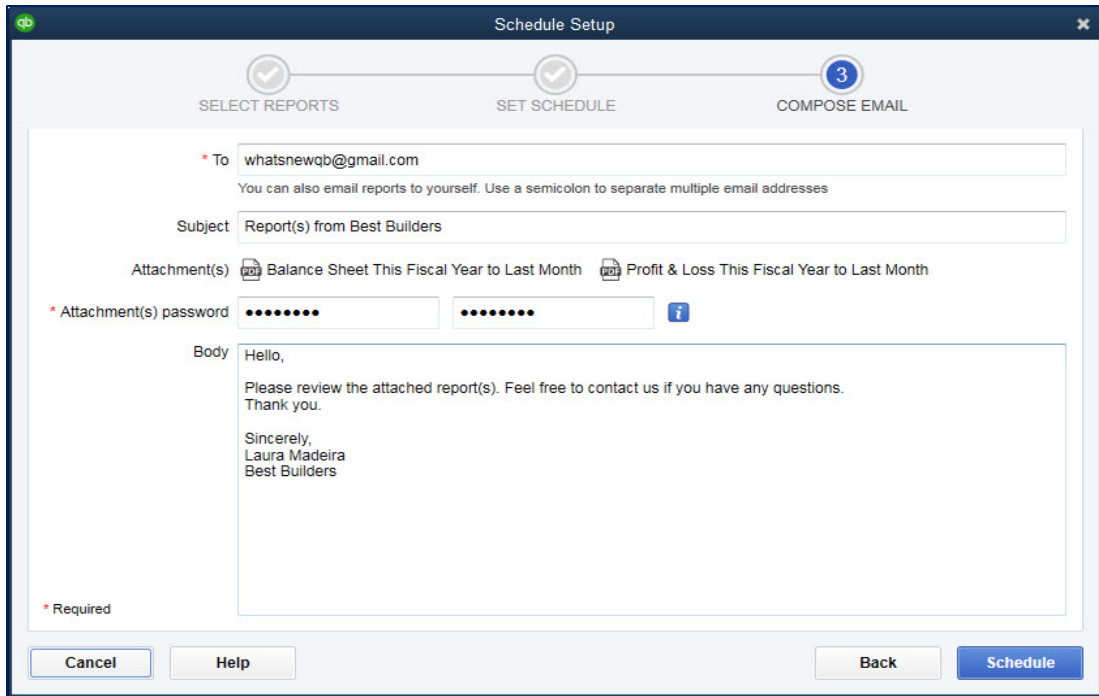 qb Schedule Setup
3
SELECT REPORTS SET SCHEDULE COMPOSE EMAIL
* To whatsnewqb@gmail.com
You can also email reports to yourself. Use a semicolon to separate multiple email addresses
Subject Report(s) from Best Builders
Attachment(s) PDF Balance Sheet This Fiscal Year to Last Month PDF Profit & Loss This Fiscal Year to Last Month
* Attachment(s) password •••••••• •••••••• i
Body Hello,
Please review the attached report(s). Feel free to contact us if you have any questions.
Thank you.
Sincerely,
Laura Madeira
Best Builders
* Required
Cancel Help Back Schedule